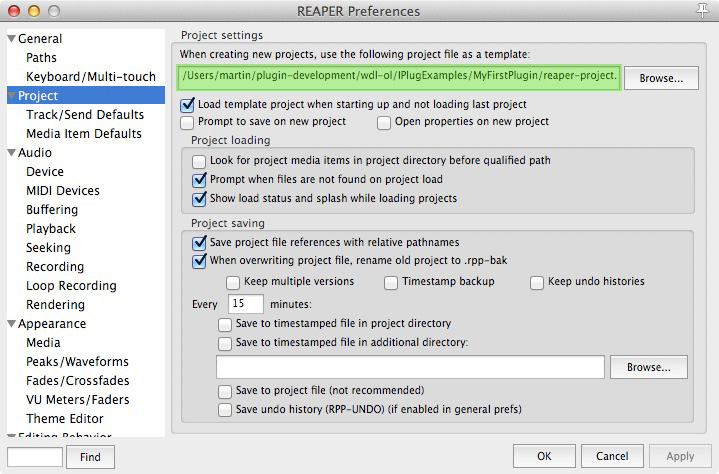 REAPER Preferences
General
Paths
Keyboard/Multi-touch
Project
Track/Send Defaults
Media Item Defaults
Audio
Device
MIDI Devices
Buffering
Playback
Seeking
Recording
Loop Recording
Rendering
Appearance
Media
Peaks/Waveforms
Fades/Crossfades
VU Meters/Faders
Theme Editor
Editing Behavior
Find
Project settings
When creating new projects, use the following project file as a template:
/Users/martin/plugin-development/wdl-ol/IPlugExamples/MyFirstPlugin/reaper-project. Browse...
Load template project when starting up and not loading last project
Prompt to save on new project Open properties on new project
Project loading
Look for project media items in project directory before qualified path
Prompt when files are not found on project load
Show load status and splash while loading projects
Project saving
Save project file references with relative pathnames
When overwriting project file, rename old project to .rpp-bak
Keep multiple versions Timestamp backup Keep undo histories
Every 15 minutes:
Save to timestamped file in project directory
Save to timestamped file in additional directory:
Browse...
Save to project file (not recommended)
Save undo history (RPP-UNDO) (if enabled in general prefs)
OK Cancel Apply